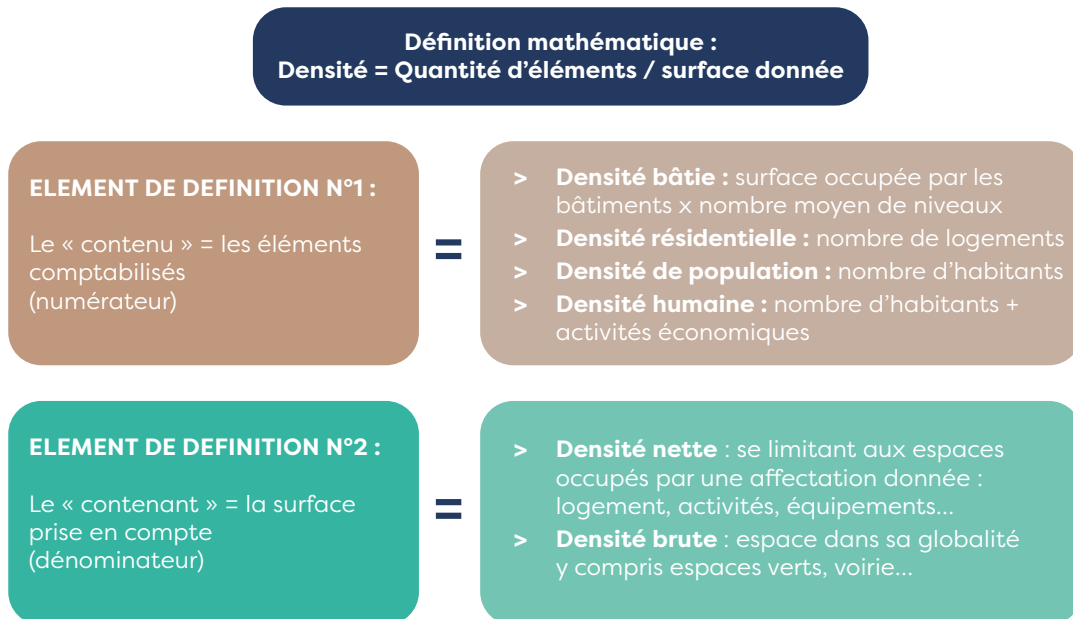 Définition mathématique :
Densité = Quantité d’éléments / surface donnée
ELEMENT DE DEFINITION N°1 :
Le « contenu » = les éléments
comptabilisés
(numérateur)
=
> Densité bâtie : surface occupée par les
bâtiments x nombre moyen de niveaux
> Densité résidentielle : nombre de logements
> Densité de population : nombre d’habitants
> Densité humaine : nombre d’habitants +
activités économiques
ELEMENT DE DEFINITION N°2 :
Le « contenant » = la surface
prise en compte
(dénominateur)
=
> Densité nette : se limitant aux espaces
occupés par une affectation donnée :
logement, activités, équipements…
> Densité brute : espace dans sa globalité
y compris espaces verts, voirie…